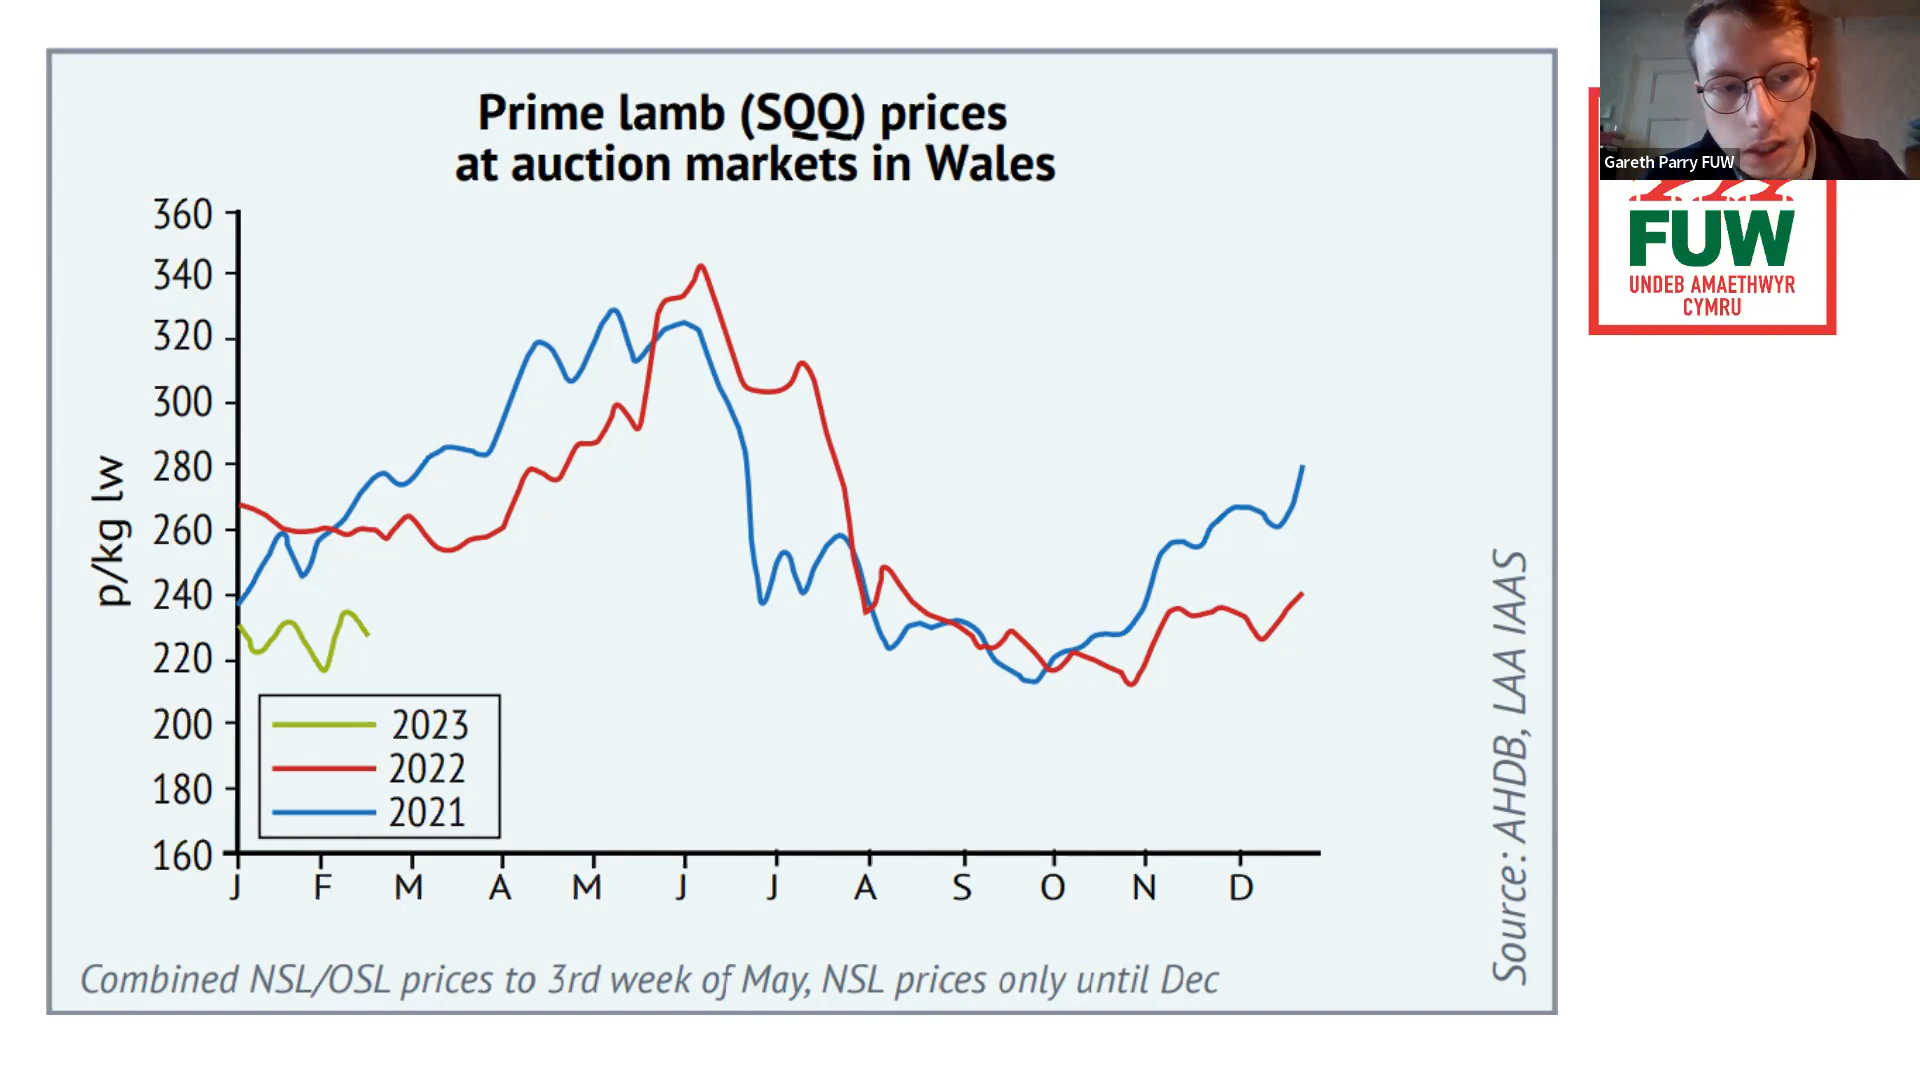 Prime lamb (SQQ) prices
at auction markets in Wales
p/kg lw
360
340
320
300
280
260
240
220
200
180
160
2023
2022
2021
J F M A M J J A S O N D
Combined NSL/OSL prices to 3rd week of May, NSL prices only until Dec
Source: AHDB, LAA IAAS
Gareth Parry FUW
FUW
UNDEB AMAETHWYR
CYMRU